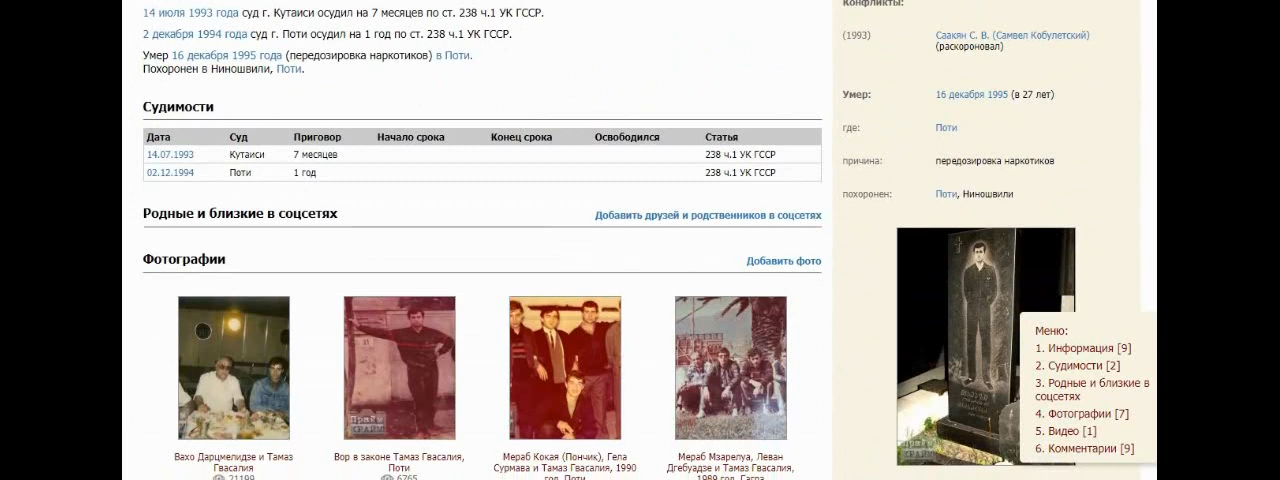 14 июля 1993 года суд г. Кутаиси осудил на 7 месяцев по ст. 238 ч.1 УК ГССР.
2 декабря 1994 года суд г. Поти осудил на 1 год по ст. 238 ч.1 УК ГССР.
Умер 16 декабря 1995 года (передозировка наркотиков) в Поти.
Похоронен в Ниношвили, Поти.
Судимости
Дата Суд Приговор Начало срока Конец срока Освободился Статья
14.07.1993 Кутаиси 7 месяцев 238 ч.1 УК ГССР
02.12.1994 Поти 1 год 238 ч.1 УК ГССР
Родные и близкие в соцсетях Добавить друзей и родственников в соцсетях
Фотографии Добавить фото
Вахо Дарцмелидзе и Тамаз
Гвасалия
21199
Вор в законе Тамаз Гвасалия,
Поти
6765
Мераб Кокая (Пончик), Гела
Сурмава и Тамаз Гвасалия, 1990
год, Поти
Мераб Мзарелуа, Леван
Дгебуадзе и Тамаз Гвасалия,
1989 год, Гагра
Конфликты:
(1993) Саакян С. В. (Самвел Кобулетский)
(раскороновал)
Умер: 16 декабря 1995 (в 27 лет)
где: Поти
причина: передозировка наркотиков
похоронен: Поти, Ниношвили
Меню:
1. Информация [9]
2. Судимости [2]
3. Родные и близкие в
соцсетях
4. Фотографии [7]
5. Видео [1]
6. Комментарии [9]